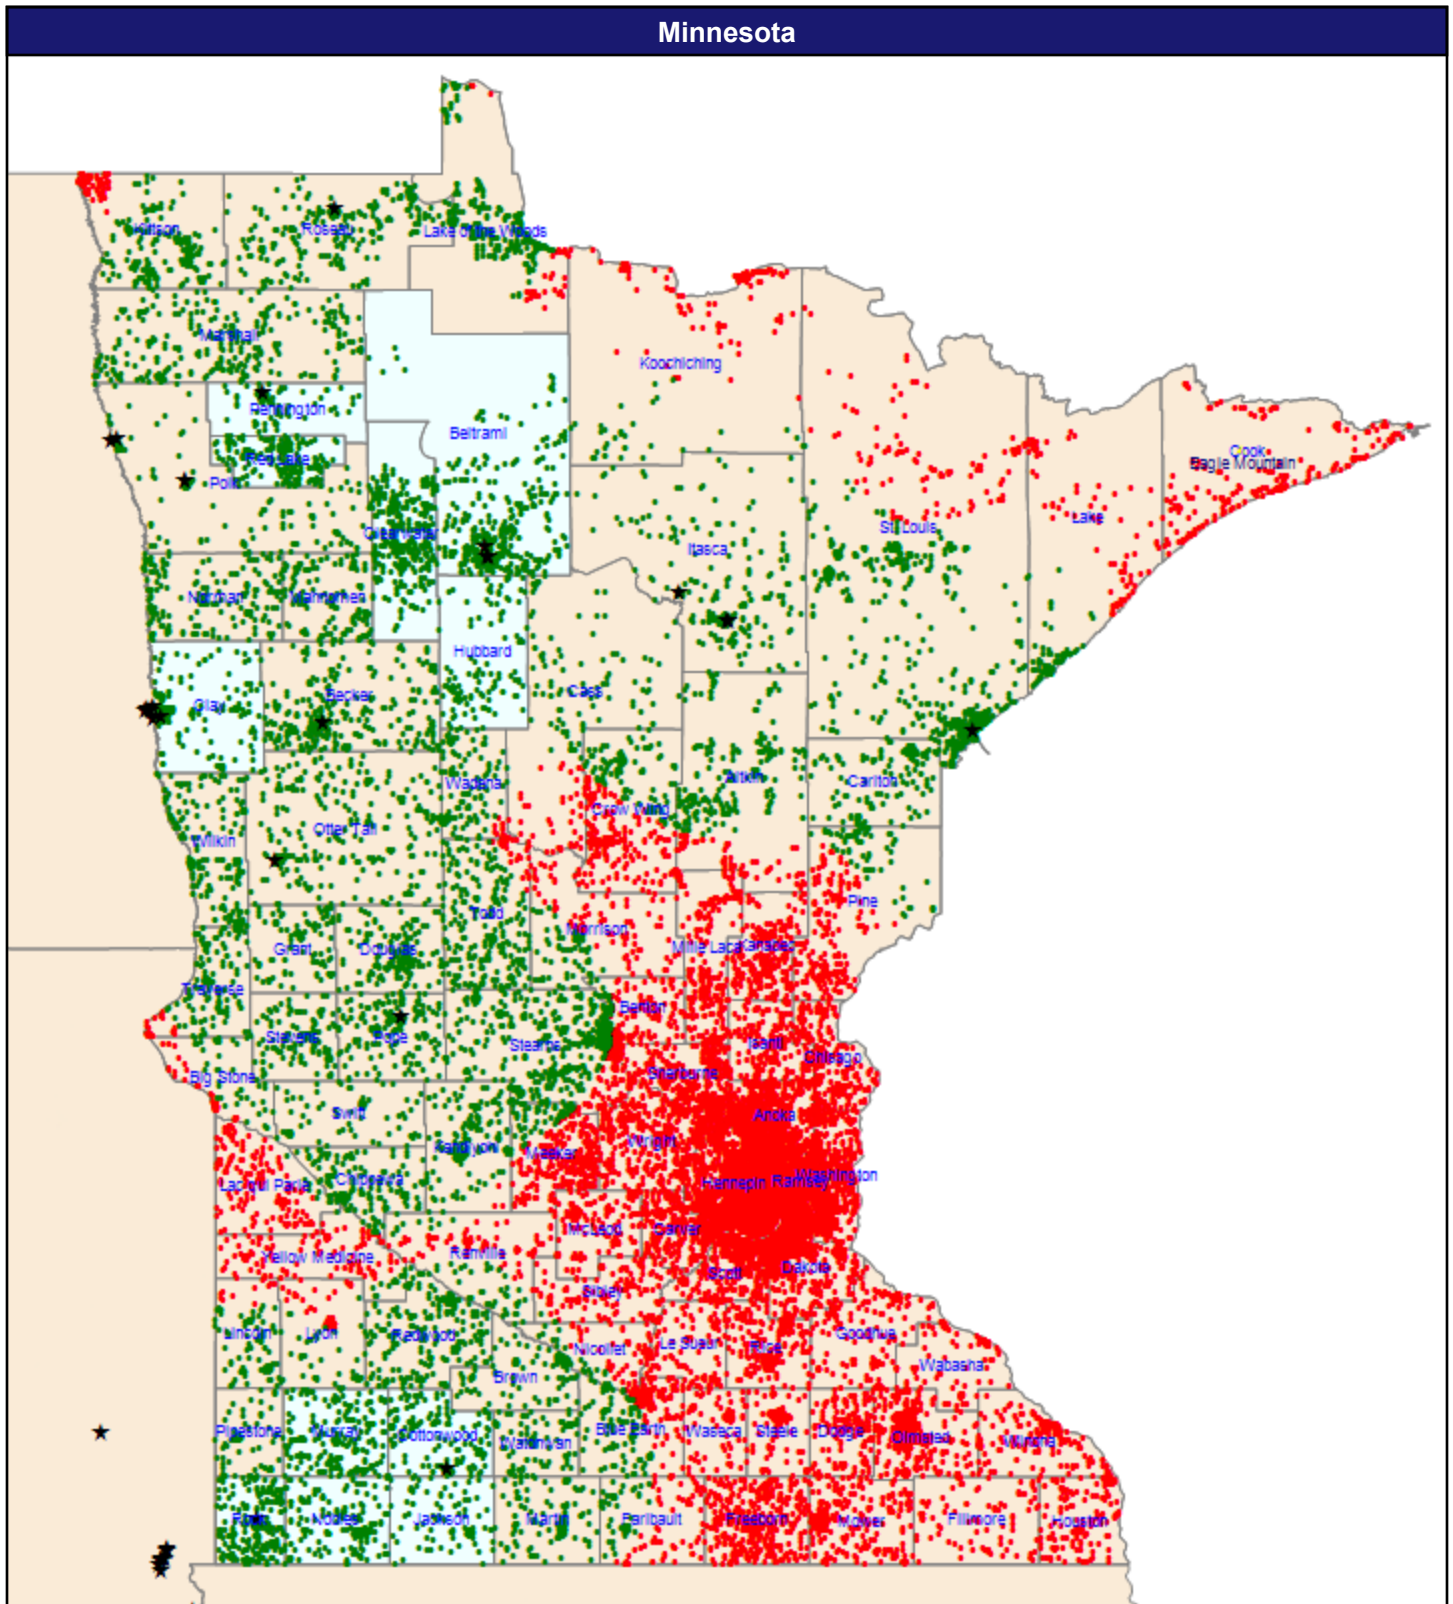 Minnesota
Kittson
Roseau
Lake of the Woods
Marshall
Koochiching
Pennington
Beltrami
Red Lake
Polk
Cook
Eagle Mountain
Lake
St. Louis
Clearwater
Itasca
Norman
Mahnomen
Hubbard
Cass
Becker
Clay
Wadena
Aitkin
Carlton
Crow Wing
Otter Tail
Wilkin
Todd
Pine
Morrison
Grant
Douglas
Mille Lacs
Kanabec
Traverse
Benton
Stevens
Pope
Stearns
Isanti
Chisago
Sherburne
Big Stone
Swift
Anoka
Kandiyohi
Meeker
Wright
Lac qui Parle
Chippewa
Hennepin
Ramsey
Washington
McLeod
Carver
Yellow Medicine
Renville
Scott
Dakota
Sibley
Lincoln
Lyon
Redwood
Nicollet
Le Sueur
Rice
Goodhue
Wabasha
Brown
Pipestone
Murray
Cottonwood
Watonwan
Blue Earth
Waseca
Steele
Dodge
Olmsted
Winona
Rock
Nobles
Jackson
Martin
Faribault
Freeborn
Mower
Fillmore
Houston